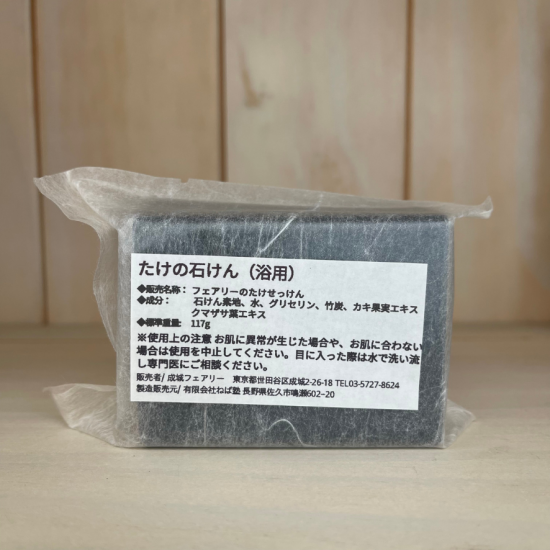 たけの石けん（浴用）
◆販売名称： フェアリーのたけせっけん
◆成分： 石けん素地、水、グリセリン、竹炭、カキ果実エキス
クマザサ葉エキス
◆標準重量: 117g
※使用上の注意 お肌に異常が生じた場合や、お肌に合わない
場合は使用を中止してください。目に入った際は水で洗い流
し専門医にご相談ください。
販売者/ 成城フェアリー 東京都世田谷区成城2-26-18 TEL03-5727-8624
製造販売元/ 有限会社ねば塾 長野県佐久市鳴瀬602−20